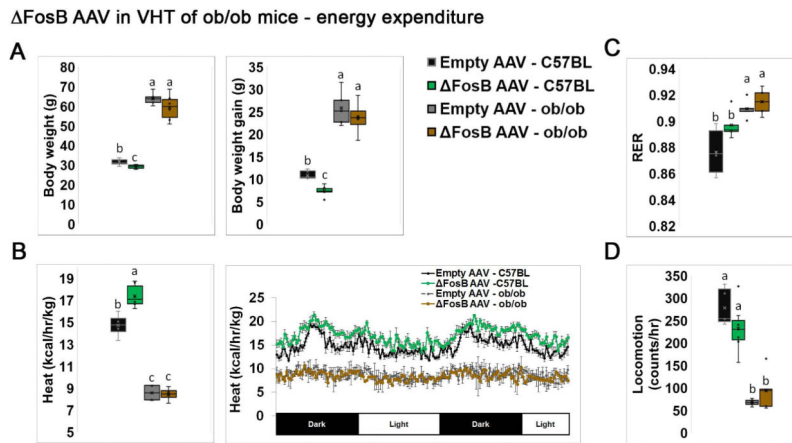 ΔFosB AAV in VHT of ob/ob mice - energy expenditure
A
Body weight (g)
80
70
60
50
40
30
20
10
0
b
c
a
a
Body weight gain (g)
35
30
25
20
15
10
5
0
b
c
a
a
Empty AAV - C57BL
ΔFosB AAV - C57BL
Empty AAV - ob/ob
ΔFosB AAV - ob/ob
C
RER
0.94
0.92
0.9
0.88
0.86
0.84
0.82
b
b
a
a
B
Heat (kcal/hr/kg)
19
17
15
13
11
9
7
5
b
a
c
c
Heat (kcal/hr/kg)
25
20
15
10
5
0
Empty AAV - C57BL
ΔFosB AAV -C57BL
Empty AAV - ob/ob
ΔFosB AAV - ob/ob
Dark
Light
Dark
Light
D
Locomotion
(counts/hr)
350
300
250
200
150
100
50
0
a
a
b
b